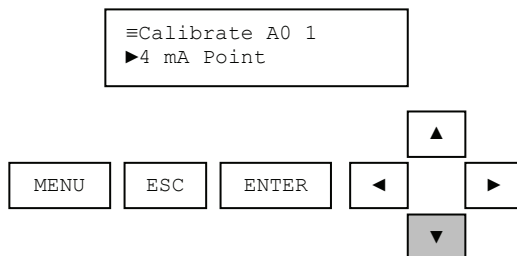 ≡Calibrate A0 1
►4 mA Point
▲
MENU ESC ENTER ◄ ►
▼